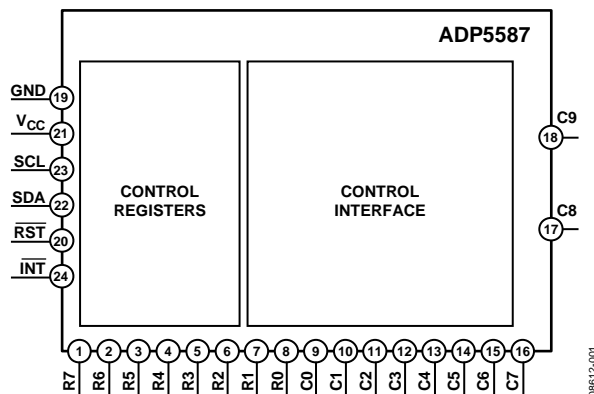 ADP5587
GND
19
VCC
21
SCL
23
SDA
22
RST
20
INT
24
CONTROL
REGISTERS
CONTROL
INTERFACE
C9
18
C8
17
1 2 3 4 5 6 7 8 9 10 11 12 13 14 15 16
R7 R6 R5 R4 R3 R2 R1 R0 C0 C1 C2 C3 C4 C5 C6 C7
08612-001